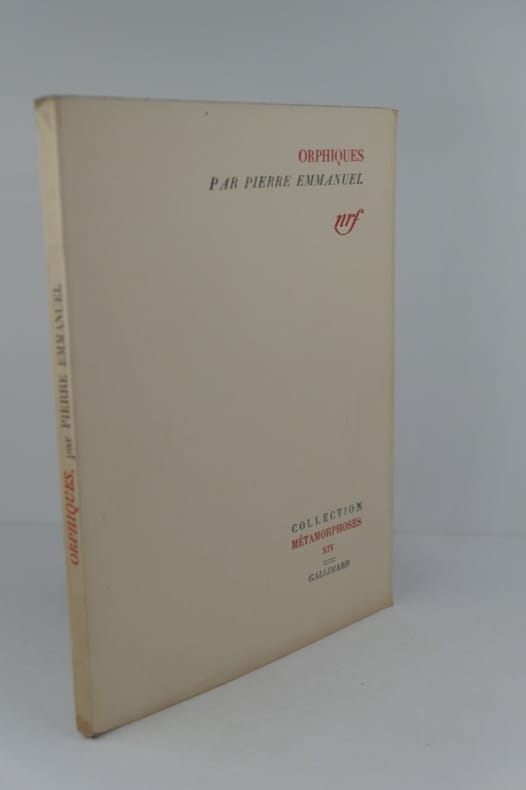 ORPHIQUES
PAR PIERRE EMMANUEL
nrf
COLLECTION
MÉTAMORPHOSES
XIV
GALLIMARD
ORPHIQUES, par PIERRE EMMANUEL